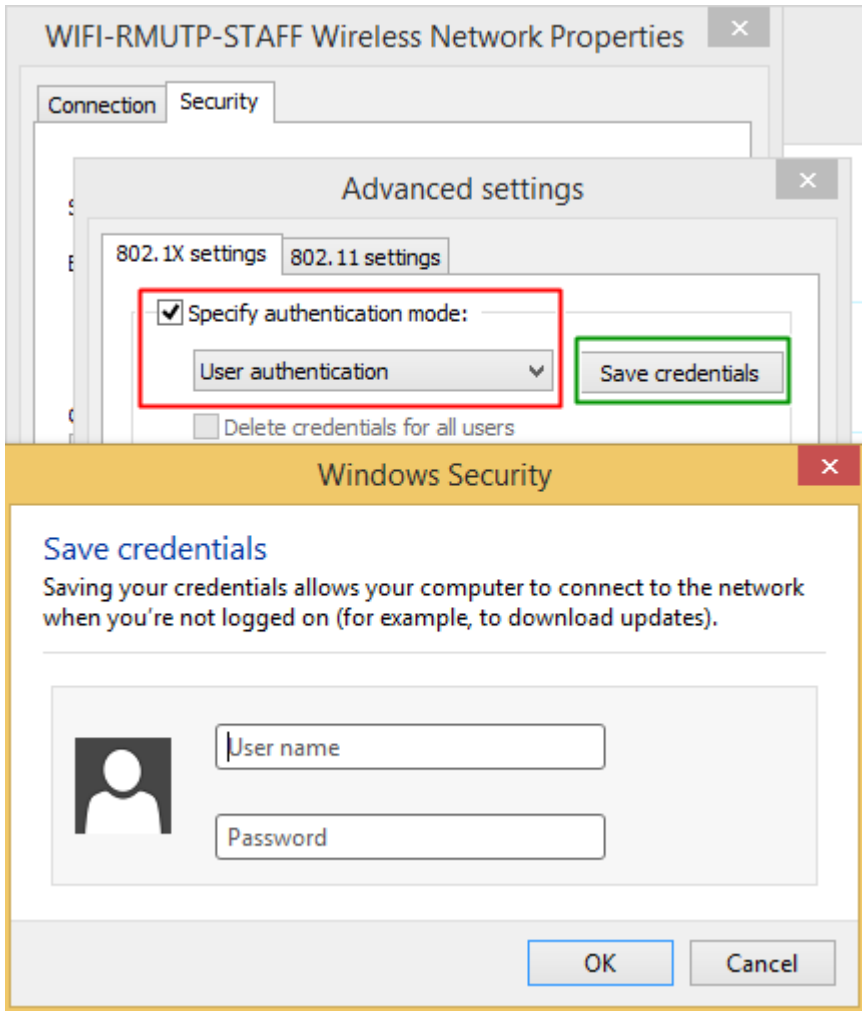 WIFI-RMUTP-STAFF Wireless Network Properties
Connection Security
Advanced settings
802.1X settings 802.11 settings
Specify authentication mode:
User authentication
Save credentials
Delete credentials for all users
Windows Security
Save credentials
Saving your credentials allows your computer to connect to the network
when you're not logged on (for example, to download updates).
User name
Password
OK Cancel